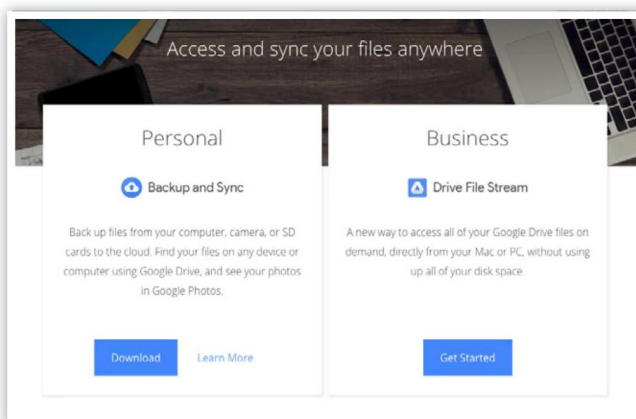 Access and sync your files anywhere
Personal
Backup and Sync
Back up files from your computer, camera, or SD
cards to the cloud. Find your files on any device or
computer using Google Drive, and see your photos
in Google Photos.
Download
Learn More
Business
Drive File Stream
A new way to access all of your Google Drive files on
demand, directly from your Mac or PC, without using
up all of your disk space.
Get Started